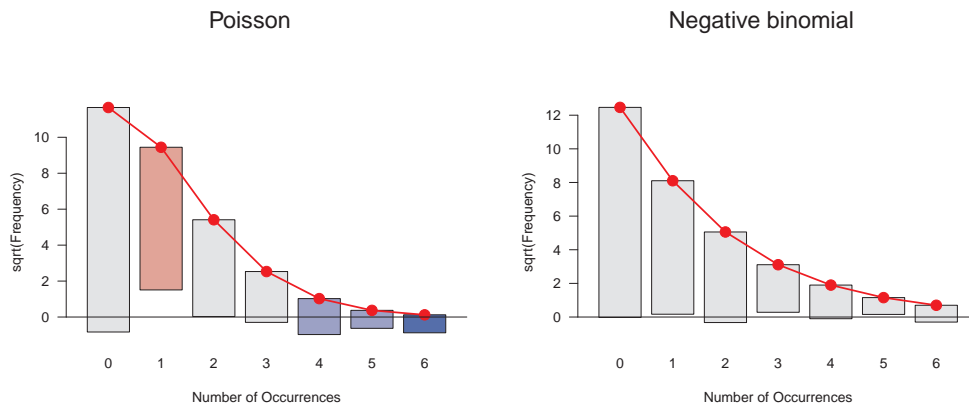 Poisson
Negative binomial
sqrt(Frequency)
10
8
6
4
2
0
0 1 2 3 4 5 6
Number of Occurrences
sqrt(Frequency)
12
10
8
6
4
2
0
0 1 2 3 4 5 6
Number of Occurrences